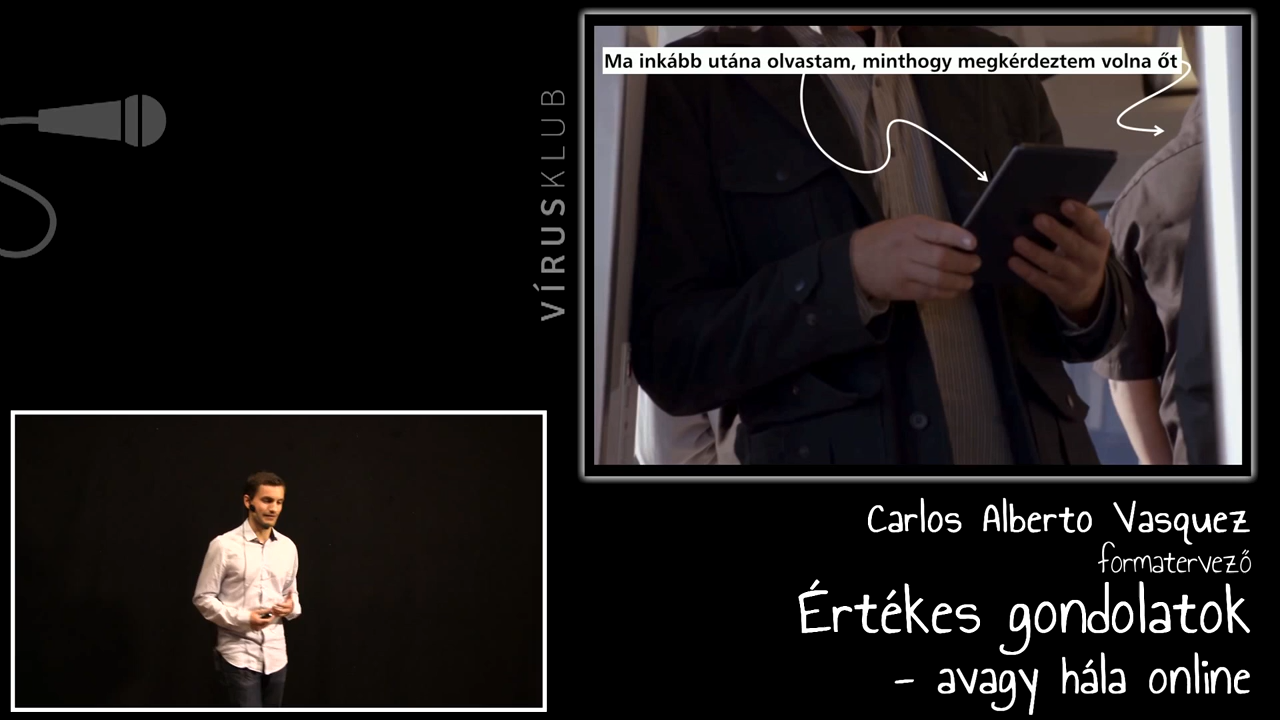 VÍRUSKLUB
Ma inkább utána olvastam, minthogy megkérdeztem volna őt
Carlos Alberto Vasquez
formatervező
Értékes gondolatok
- avagy hála online